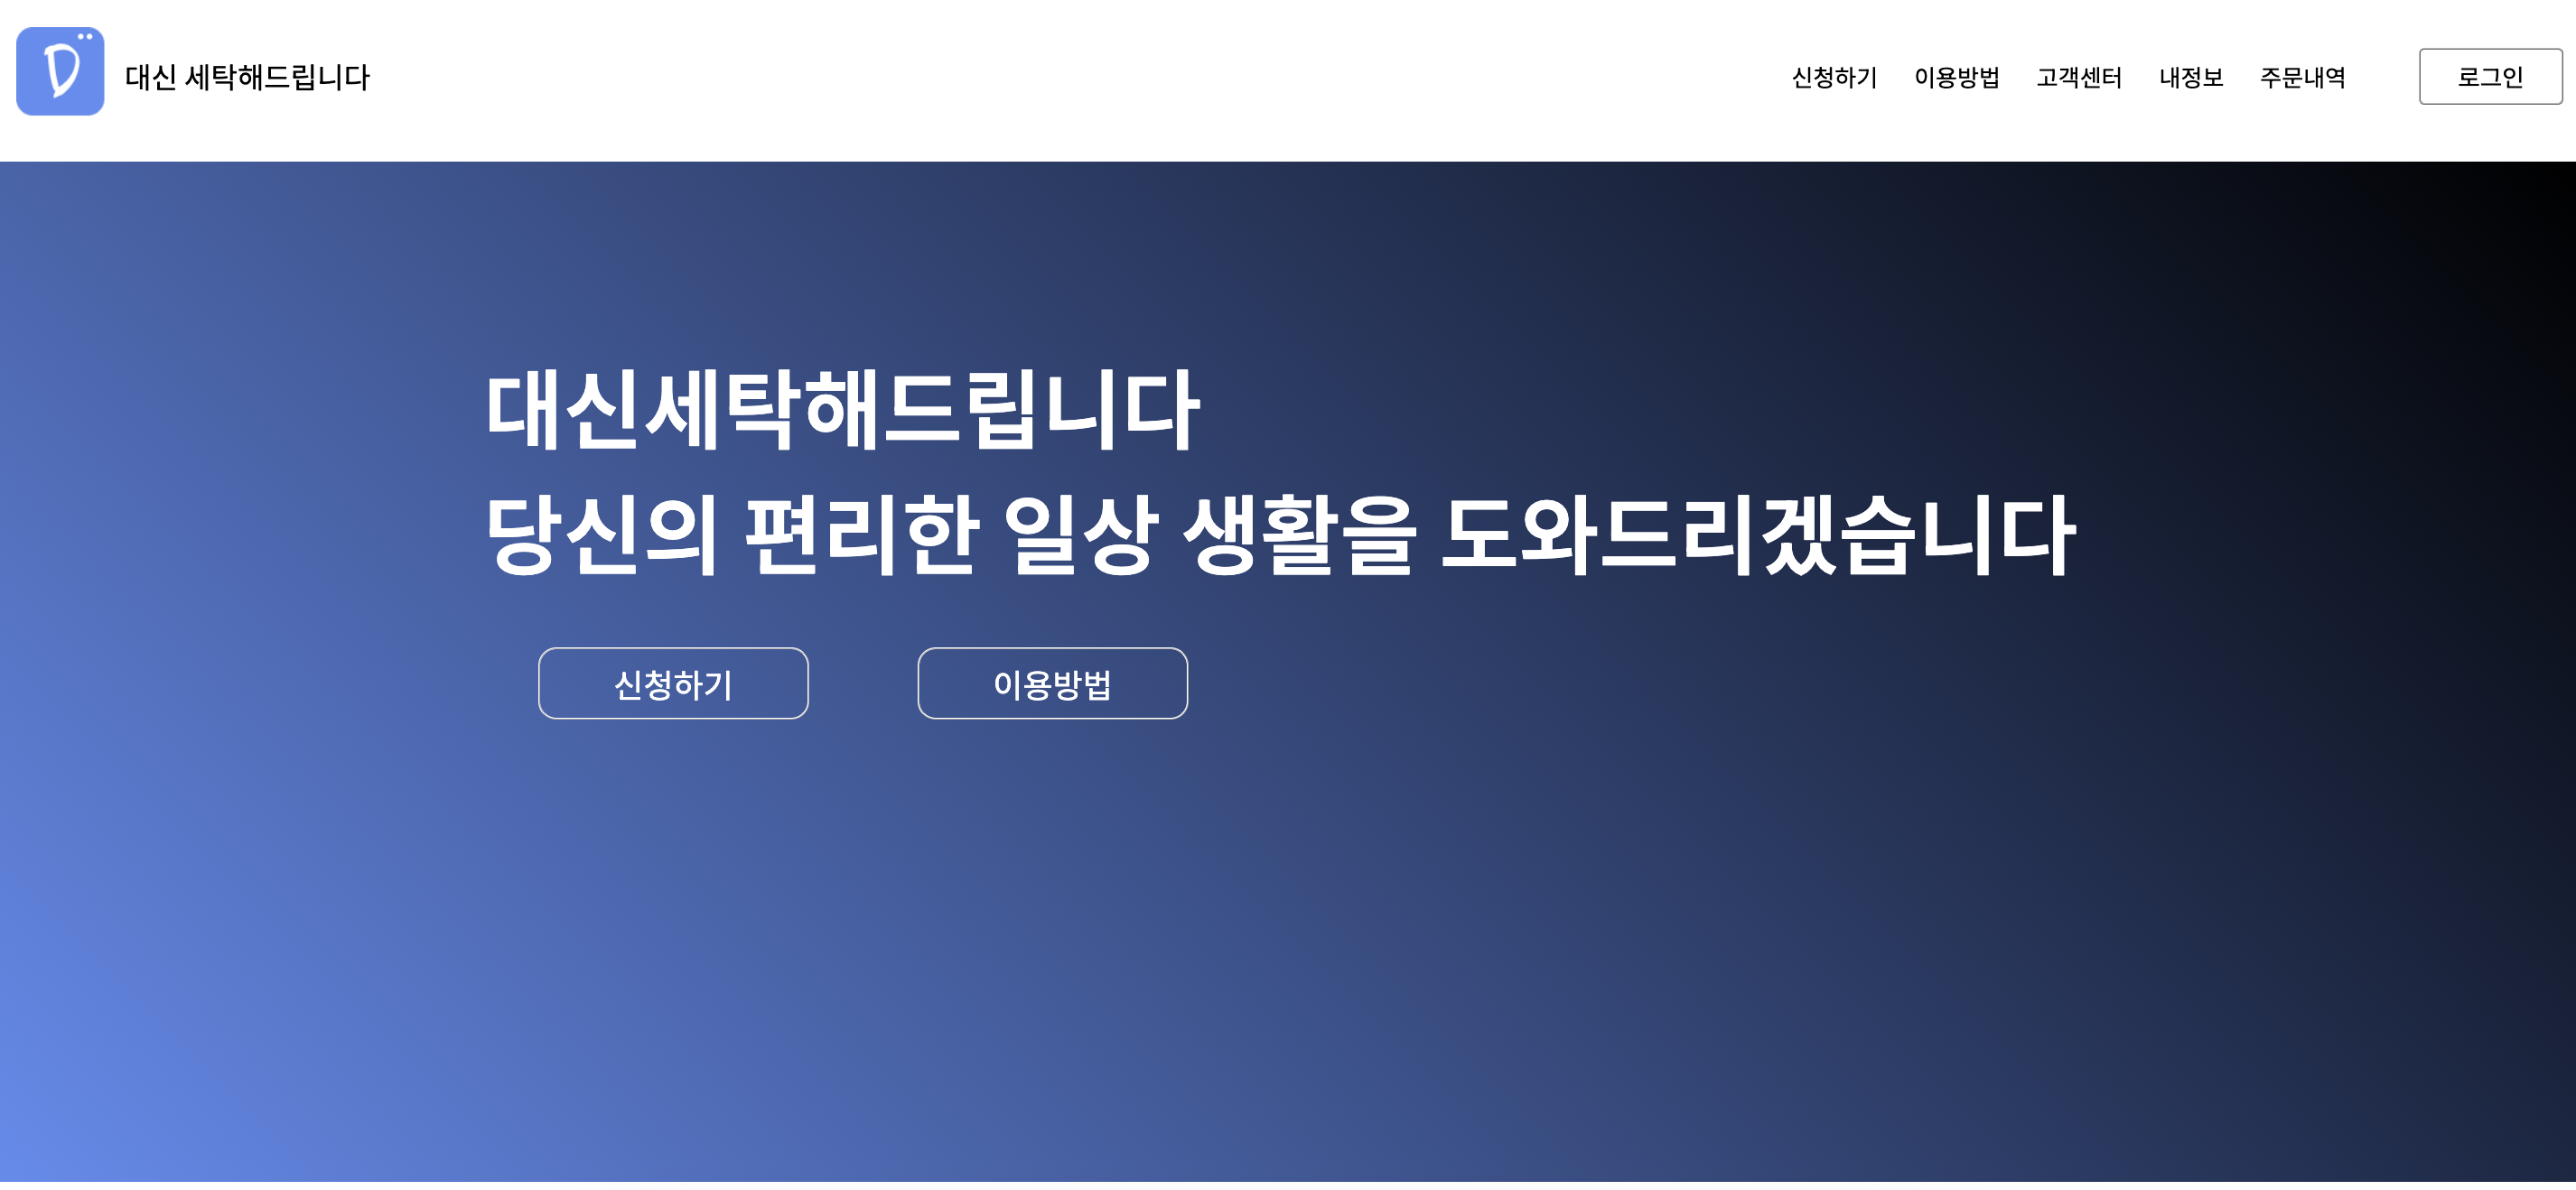 D
대신 세탁해드립니다
신청하기 이용방법 고객센터 내정보 주문내역 로그인
대신세탁해드립니다
당신의 편리한 일상 생활을 도와드리겠습니다
신청하기 이용방법